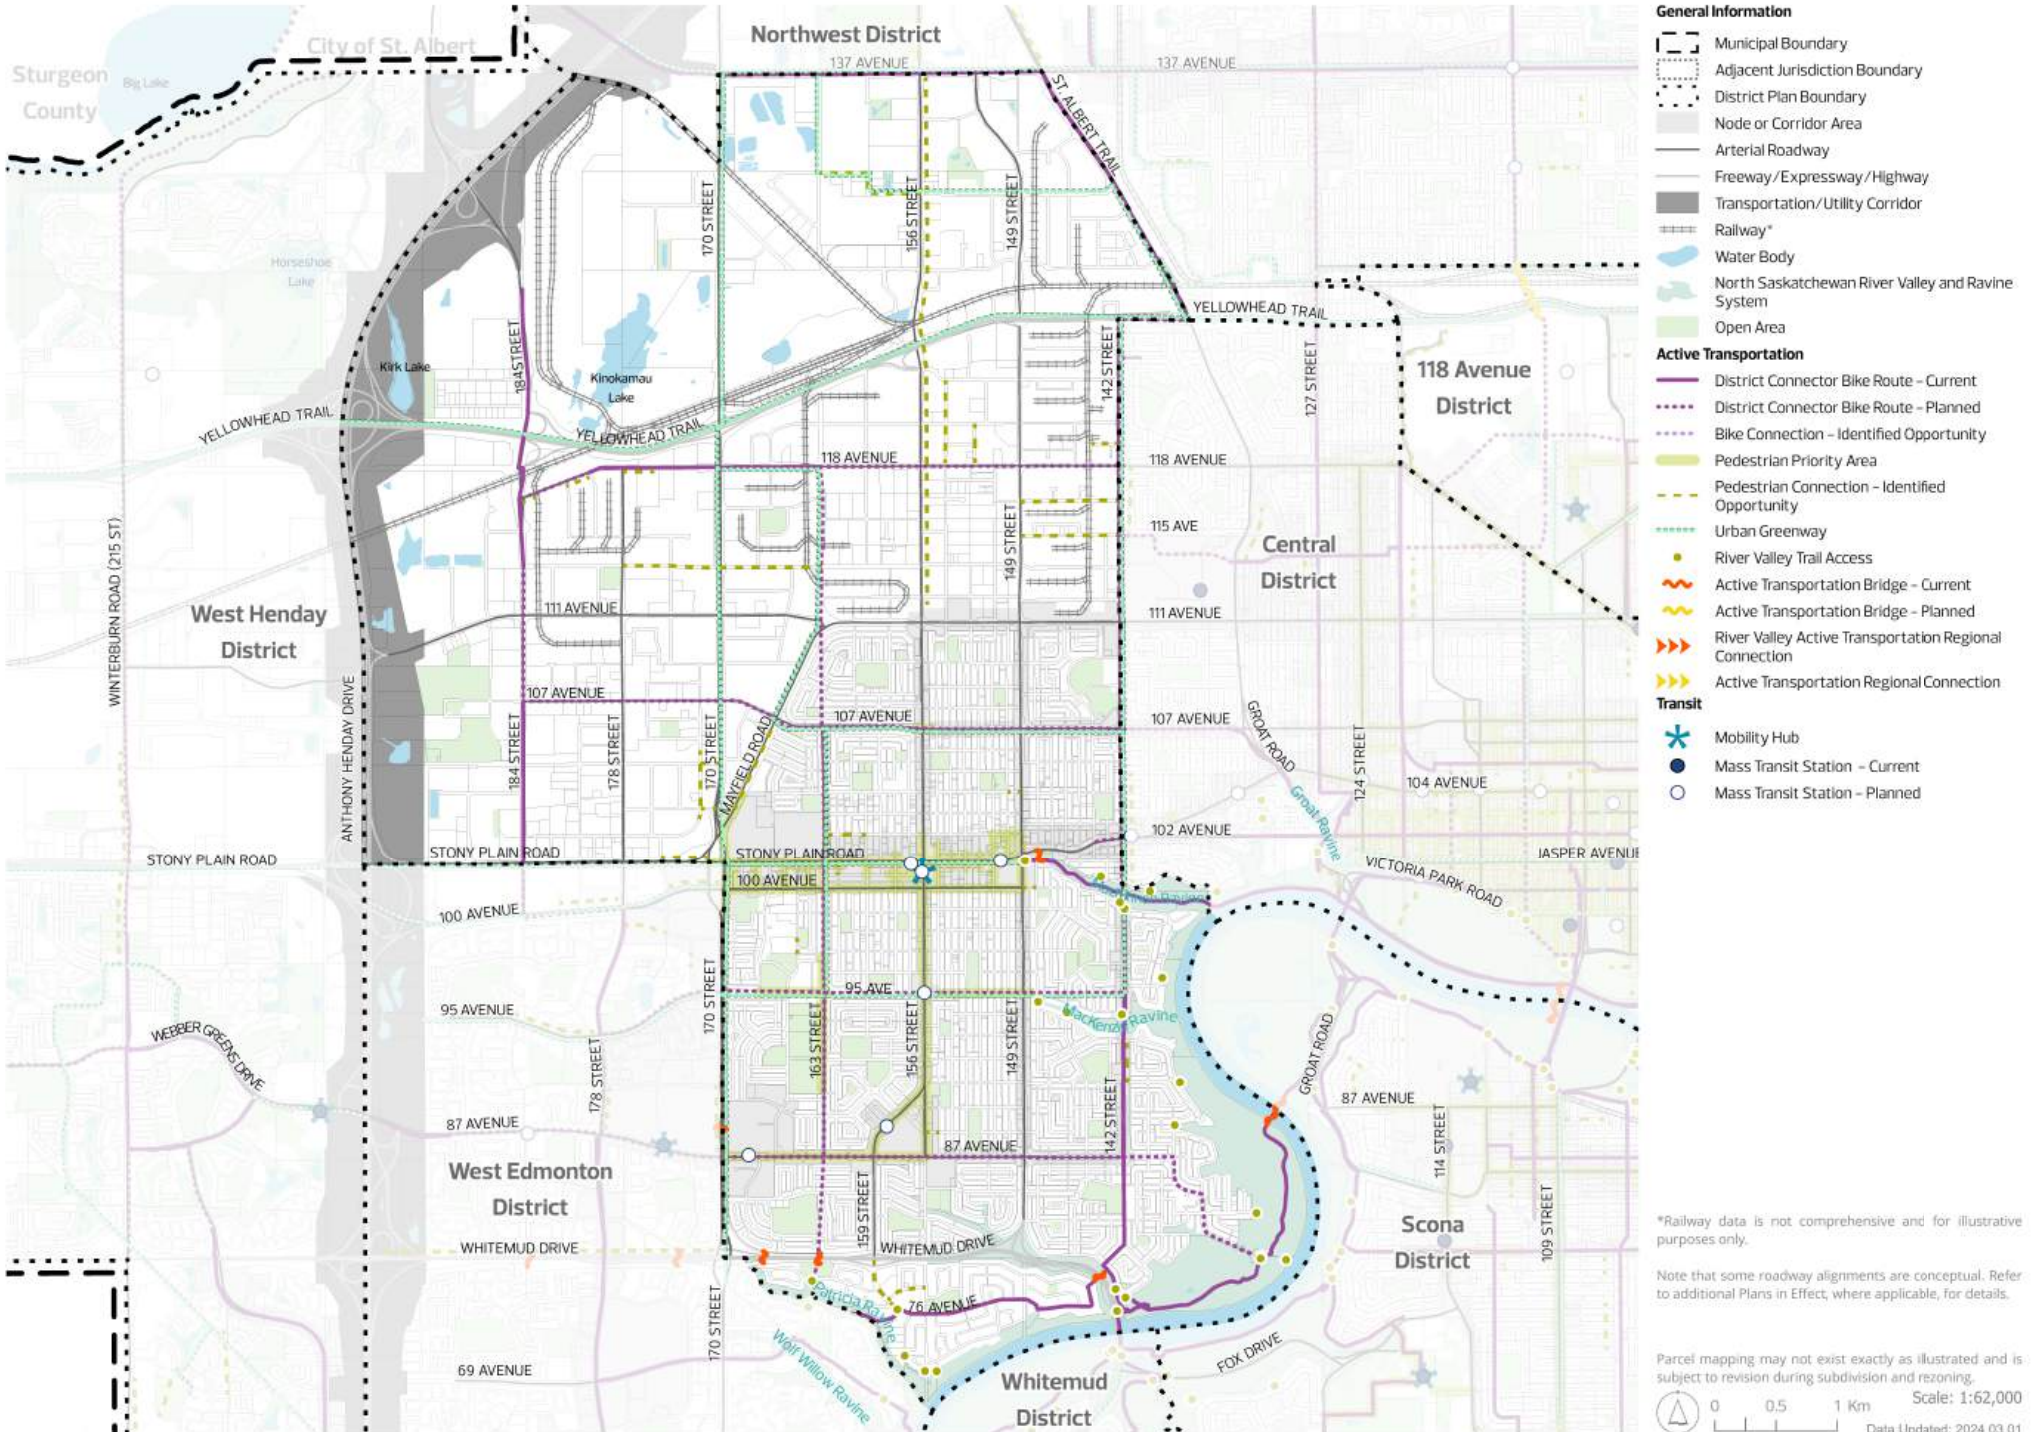 General Information
Municipal Boundary
Adjacent Jurisdiction Boundary
District Plan Boundary
Node or Corridor Area
Arterial Roadway
Freeway/Expressway/Highway
Transportation/Utility Corridor
Railway*
Water Body
North Saskatchewan River Valley and Ravine
System
Open Area
Active Transportation
District Connector Bike Route - Current
District Connector Bike Route - Planned
Bike Connection - Identified Opportunity
Pedestrian Priority Area
Pedestrian Connection - Identified
Opportunity
Urban Greenway
River Valley Trail Access
Active Transportation Bridge - Current
Active Transportation Bridge - Planned
River Valley Active Transportation Regional
Connection
Active Transportation Regional Connection
Transit
Mobility Hub
Mass Transit Station - Current
Mass Transit Station - Planned
*Railway data is not comprehensive and for illustrative
purposes only.
Note that some roadway alignments are conceptual. Refer
to additional Plans in Effect, where applicable, for details.
Parcel mapping may not exist exactly as illustrated and is
subject to revision during subdivision and rezoning.
Scale: 1:62,000
0 0.5 1 Km
Data Updated: 2024.03.01
Northwest District
City of St. Albert
Sturgeon
County
Big Lake
137 AVENUE
137 AVENUE
ST. ALBERT TRAIL
170 STREET
156 STREET
149 STREET
Horseshoe
Lake
YELLOWHEAD TRAIL
184 STREET
142 STREET
127 STREET
Kirk Lake
Kinokamau
Lake
118 Avenue
District
YELLOWHEAD TRAIL
YELLOWHEAD TRAIL
118 AVENUE
118 AVENUE
WINTERBURN ROAD (215 ST)
149 STREET
115 AVE
Central
District
West Henday
District
111 AVENUE
111 AVENUE
107 AVENUE
107 AVENUE
107 AVENUE
ANTHONY HENDAY DRIVE
184 STREET
178 STREET
170 STREET
MAYFIELD ROAD
GROAT ROAD
124 STREET
104 AVENUE
Groat Ravine
102 AVENUE
STONY PLAIN ROAD
STONY PLAIN ROAD
STONY PLAIN ROAD
JASPER AVENUE
VICTORIA PARK ROAD
100 AVENUE
100 AVENUE
170 STREET
95 AVE
95 AVENUE
MacKenzie Ravine
WEBBER GREENS DRIVE
178 STREET
163 STREET
156 STREET
149 STREET
GROAT ROAD
87 AVENUE
87 AVENUE
87 AVENUE
142 STREET
114 STREET
West Edmonton
District
159 STREET
109 STREET
Scona
District
WHITEMUD DRIVE
WHITEMUD DRIVE
Patricia Ravine
76 AVENUE
170 STREET
Wolf Willow Ravine
69 AVENUE
FOX DRIVE
Whitemud
District